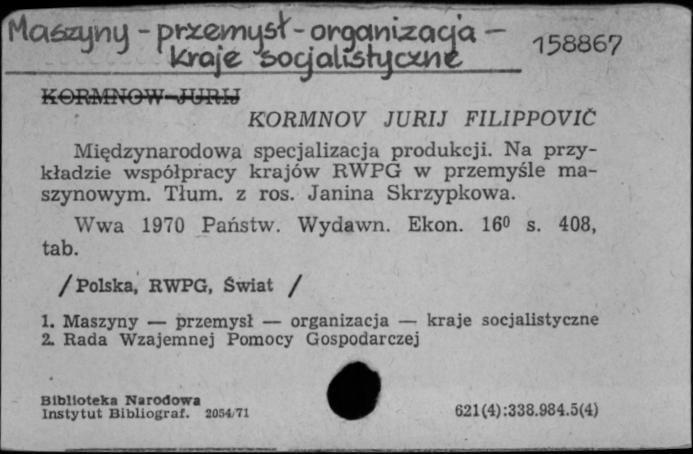 Maszyny - przemysł - organizacja -
kraje socjalistyczne
158867
KORMNOW JURIJ
KORMNOV JURIJ FILIPPOVIČ
Międzynarodowa specjalizacja produkcji. Na przy-
kładzie współpracy krajów RWPG w przemyśle ma-
szynowym. Tłum. z ros. Janina Skrzypkowa.
Wwa 1970 Państw. Wydawn. Ekon. 16⁰ s. 408,
tab.
/ Polska, RWPG, Świat /
1. Maszyny — przemysł — organizacja — kraje socjalistyczne
2. Rada Wzajemnej Pomocy Gospodarczej
Biblioteka Narodowa
Instytut Bibliograf. 2054/71
621(4):338.984.5(4)